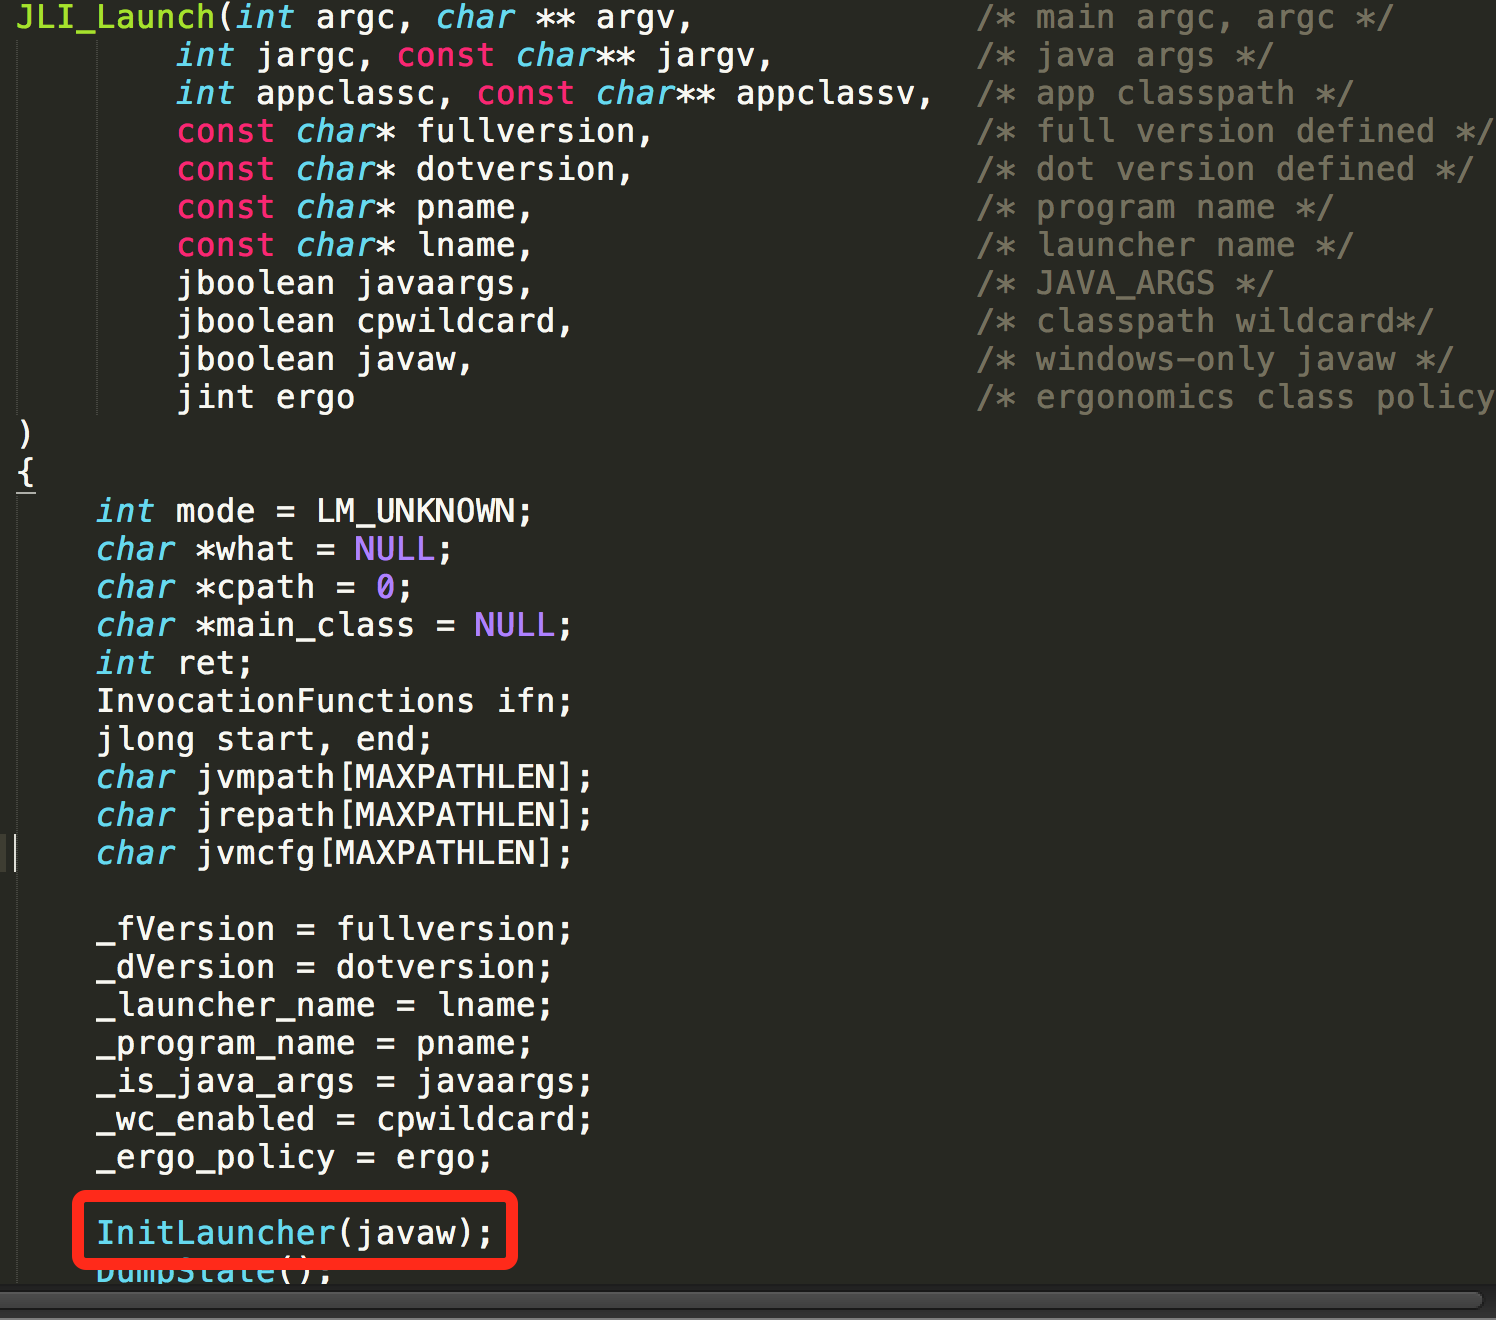 JLI_Launch(int argc, char ** argv,                /* main argc, argc */
        int jargc, const char** jargv,            /* java args */
        int appclassc, const char** appclassv,    /* app classpath */
        const char* fullversion,                  /* full version defined */
        const char* dotversion,                   /* dot version defined */
        const char* pname,                        /* program name */
        const char* lname,                        /* launcher name */
        jboolean javaargs,                        /* JAVA_ARGS */
        jboolean cpwildcard,                      /* classpath wildcard*/
        jboolean javaw,                           /* windows-only javaw */
        jint ergo                                 /* ergonomics class policy
)
{
    int mode = LM_UNKNOWN;
    char *what = NULL;
    char *cpath = 0;
    char *main_class = NULL;
    int ret;
    InvocationFunctions ifn;
    jlong start, end;
    char jvmpath[MAXPATHLEN];
    char jrepath[MAXPATHLEN];
    char jvmcfg[MAXPATHLEN];

    _fVersion = fullversion;
    _dVersion = dotversion;
    _launcher_name = lname;
    _program_name = pname;
    _is_java_args = javaargs;
    _wc_enabled = cpwildcard;
    _ergo_policy = ergo;

    InitLauncher(javaw);
    DumpState();